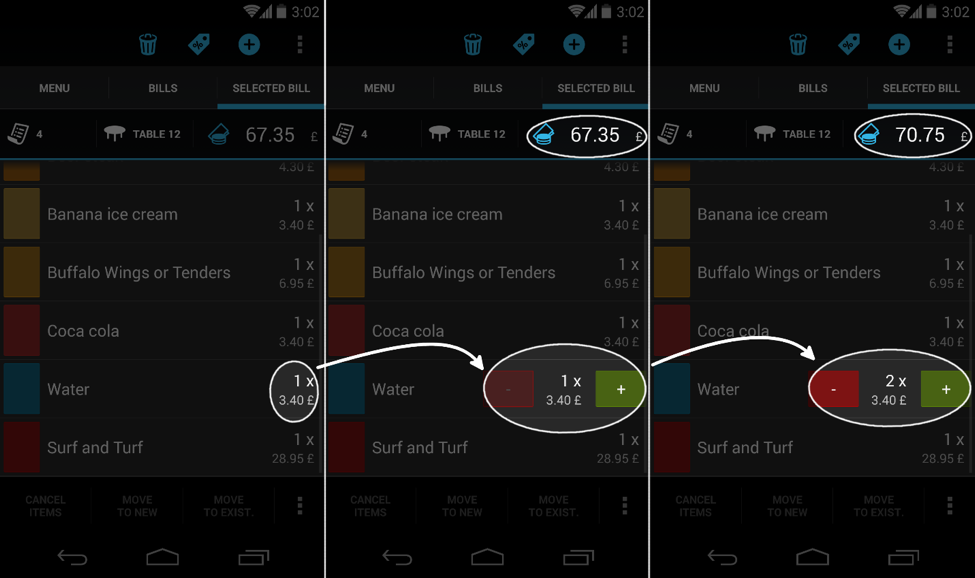 3:02
MENU
BILLS
SELECTED BILL
4
TABLE 12
67.35 £
4.30 £
Banana ice cream
1 x
3.40 £
Buffalo Wings or Tenders
1 x
6.95 £
Coca cola
1 x
3.40 £
Water
1 x
3.40 £
Surf and Turf
1 x
28.95 £
CANCEL
ITEMS
MOVE
TO NEW
MOVE
TO EXIST.
3:02
MENU
BILLS
SELECTED BILL
4
TABLE 12
67.35 £
4.30 £
Banana ice cream
1 x
3.40 £
Buffalo Wings or Tenders
1 x
6.95 £
Coca cola
1 x
3.40 £
Water
-
1 x
3.40 £
+
Surf and Turf
1 x
28.95 £
CANCEL
ITEMS
MOVE
TO NEW
MOVE
TO EXIST.
3:02
MENU
BILLS
SELECTED BILL
4
TABLE 12
70.75 £
4.30 £
Banana ice cream
1 x
3.40 £
Buffalo Wings or Tenders
1 x
6.95 £
Coca cola
1 x
3.40 £
Water
-
2 x
3.40 £
+
Surf and Turf
1 x
28.95 £
CANCEL
ITEMS
MOVE
TO NEW
MOVE
TO EXIST.